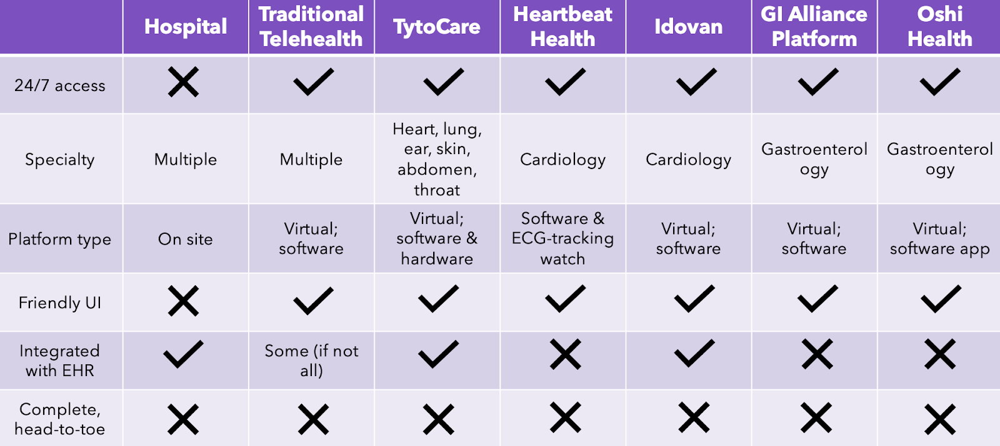 Hospital
Traditional
Telehealth
TytoCare
Heartbeat
Health
Idovan
GI Alliance
Platform
Oshi
Health
24/7 access
Specialty
Multiple
Multiple
Heart, lung,
ear, skin,
abdomen,
throat
Cardiology
Cardiology
Gastroenterol
ogy
Gastroenterol
ogy
Platform type
On site
Virtual;
software
Virtual;
software &
hardware
Software &
ECG-tracking
watch
Virtual;
software
Virtual;
software
Virtual;
software app
Friendly UI
Integrated
with EHR
Some (if not
all)
Complete,
head-to-toe